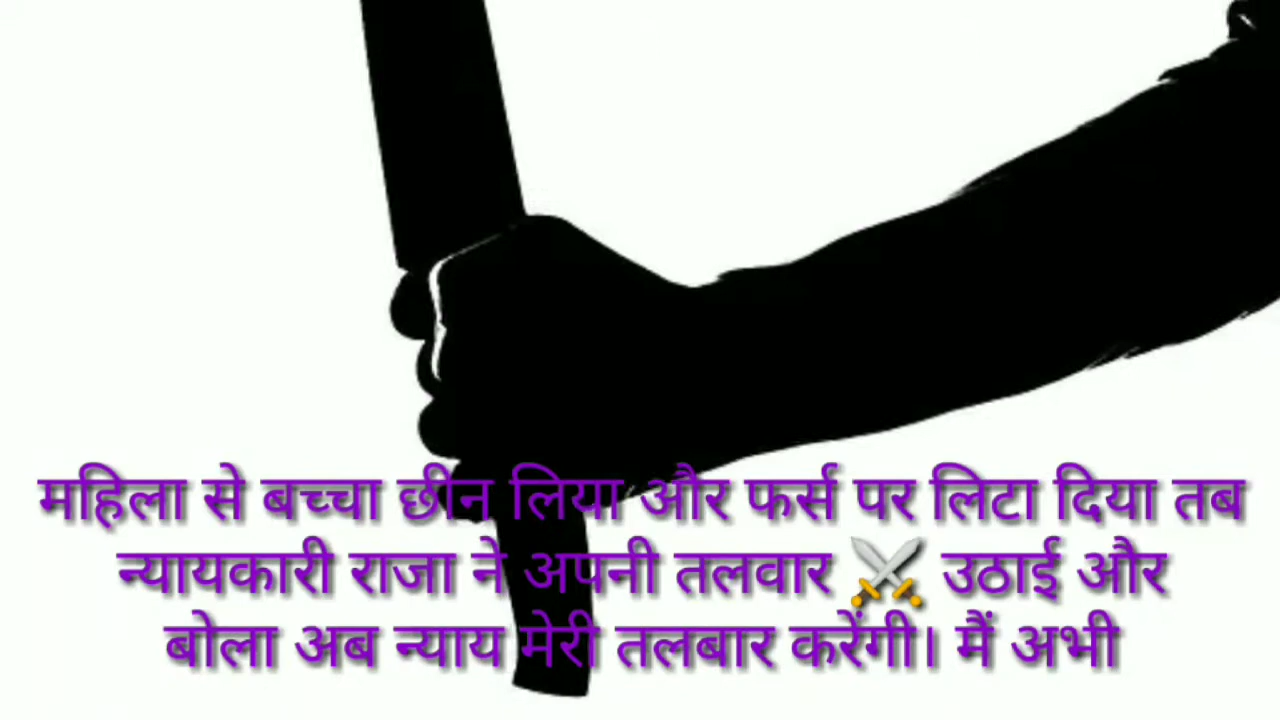 महिला से बच्चा छीन लिया और फर्स पर लिटा दिया तब
न्यायकारी राजा ने अपनी तलवार ⚔️ उठाई और
बोला अब न्याय मेरी तलबार करेंगी। मैं अभी